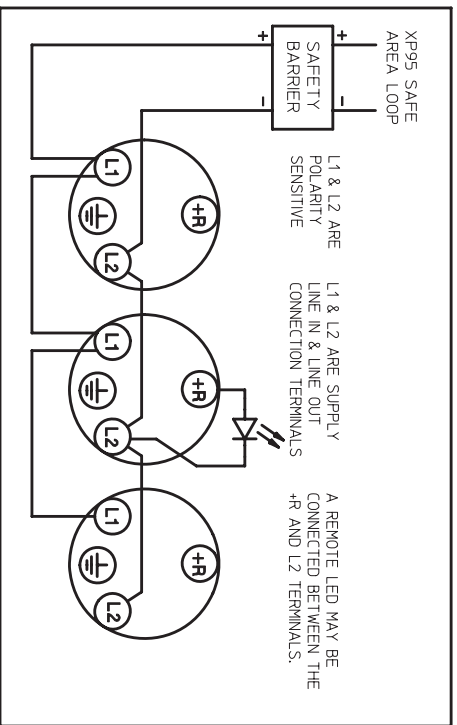 XP95 SAFE
AREA LOOP
+
-
SAFETY
BARRIER
+
-
L1 & L2 ARE
POLARITY
SENSITIVE
L1 & L2 ARE SUPPLY
LINE IN & LINE OUT
CONNECTION TERMINALS
A REMOTE LED MAY BE
CONNECTED BETWEEN THE
+R AND L2 TERMINALS.
+R
L1
L2
+R
L1
L2
+R
L1
L2